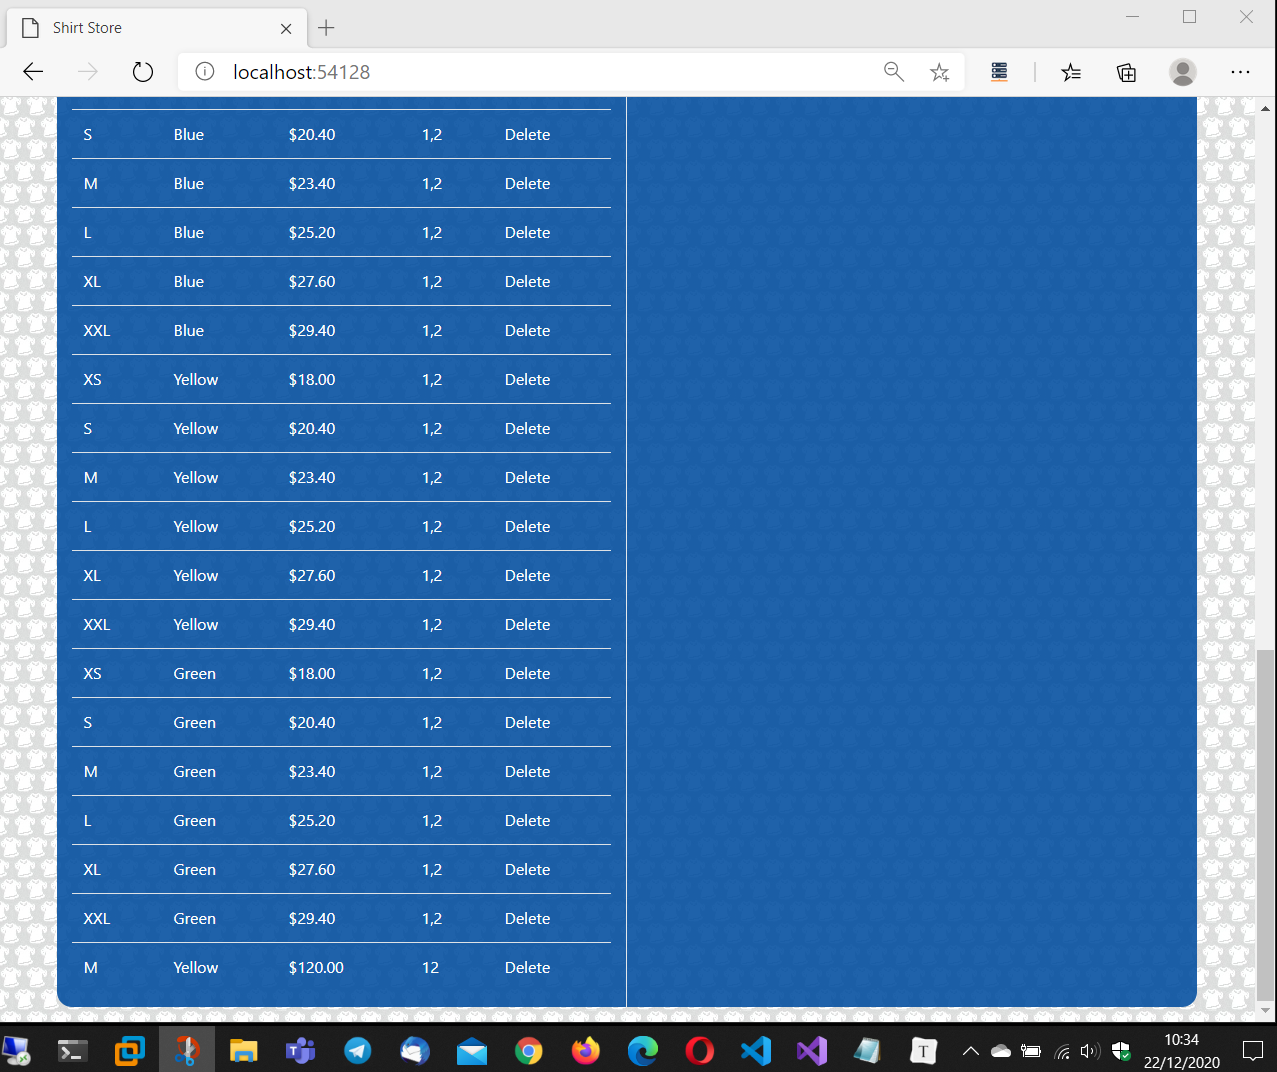 Shirt Store
localhost:54128
S Blue $20.40 1,2 Delete
M Blue $23.40 1,2 Delete
L Blue $25.20 1,2 Delete
XL Blue $27.60 1,2 Delete
XXL Blue $29.40 1,2 Delete
XS Yellow $18.00 1,2 Delete
S Yellow $20.40 1,2 Delete
M Yellow $23.40 1,2 Delete
L Yellow $25.20 1,2 Delete
XL Yellow $27.60 1,2 Delete
XXL Yellow $29.40 1,2 Delete
XS Green $18.00 1,2 Delete
S Green $20.40 1,2 Delete
M Green $23.40 1,2 Delete
L Green $25.20 1,2 Delete
XL Green $27.60 1,2 Delete
XXL Green $29.40 1,2 Delete
M Yellow $120.00 12 Delete
T
10:34
22/12/2020